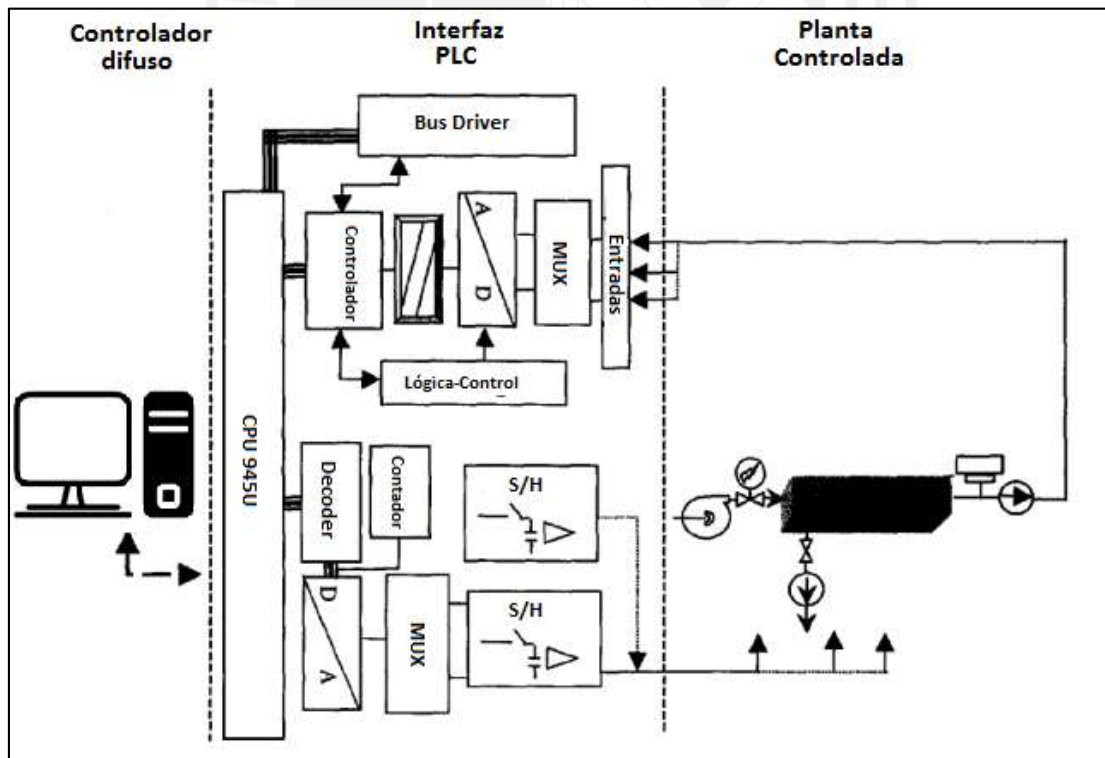 Controlador
difuso
Interfaz
PLC
Planta
Controlada
Bus Driver
CPU 945U
Controlador
A
D
MUX
Entradas
Lógica-Control
Decoder
Contador
D
A
MUX
S/H
S/H